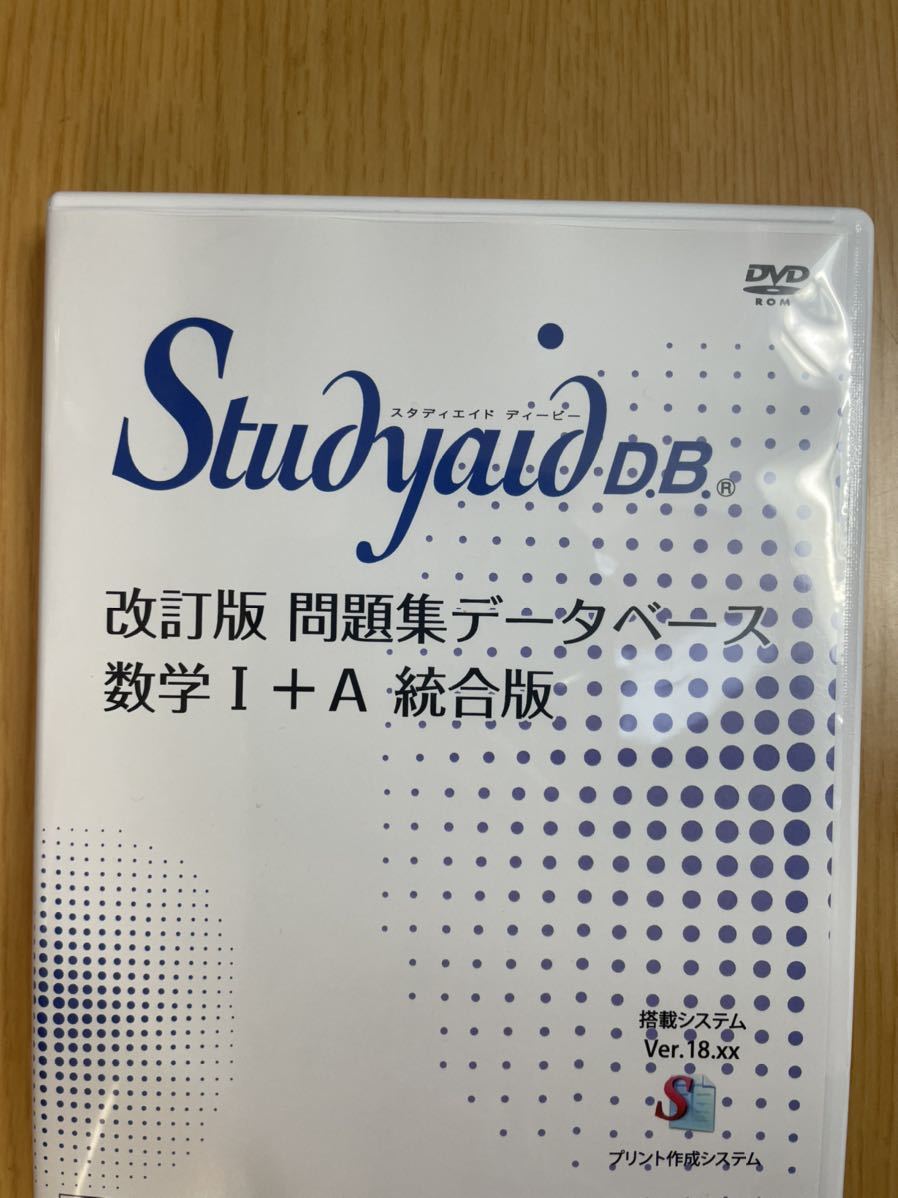 DVD
ROM
スタディエイド ディービー
Studyaid D.B.®
改訂版 問題集データベース
数学Ⅰ+A 統合版
搭載システム
Ver.18.xx
S
プリント作成システム